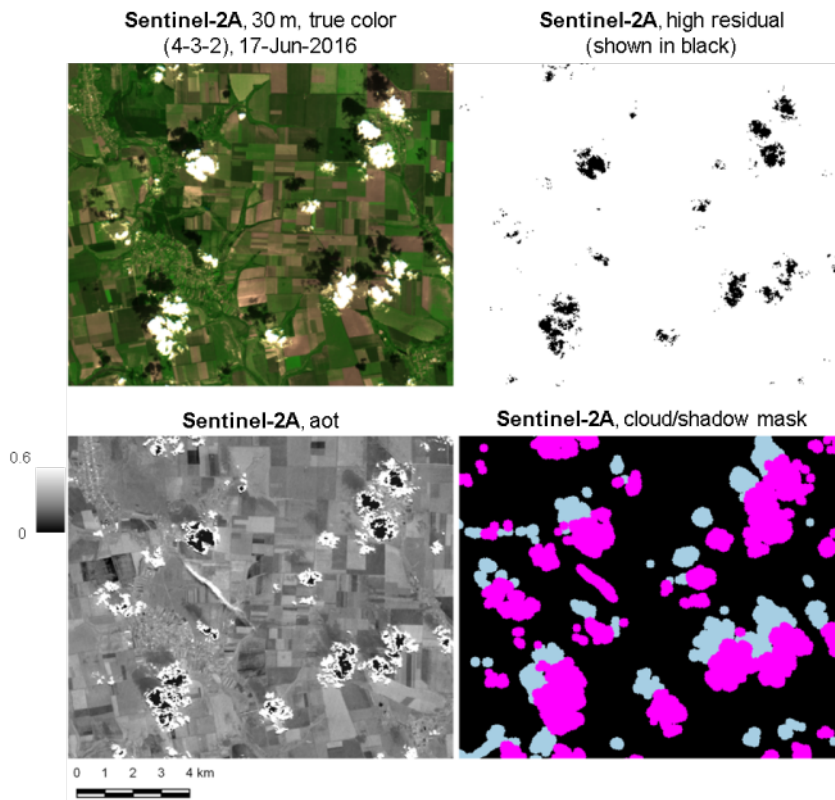 Sentinel-2A, 30 m, true color
(4-3-2), 17-Jun-2016
Sentinel-2A, high residual
(shown in black)
Sentinel-2A, aot
Sentinel-2A, cloud/shadow mask
0.6
0
0 1 2 3 4 km